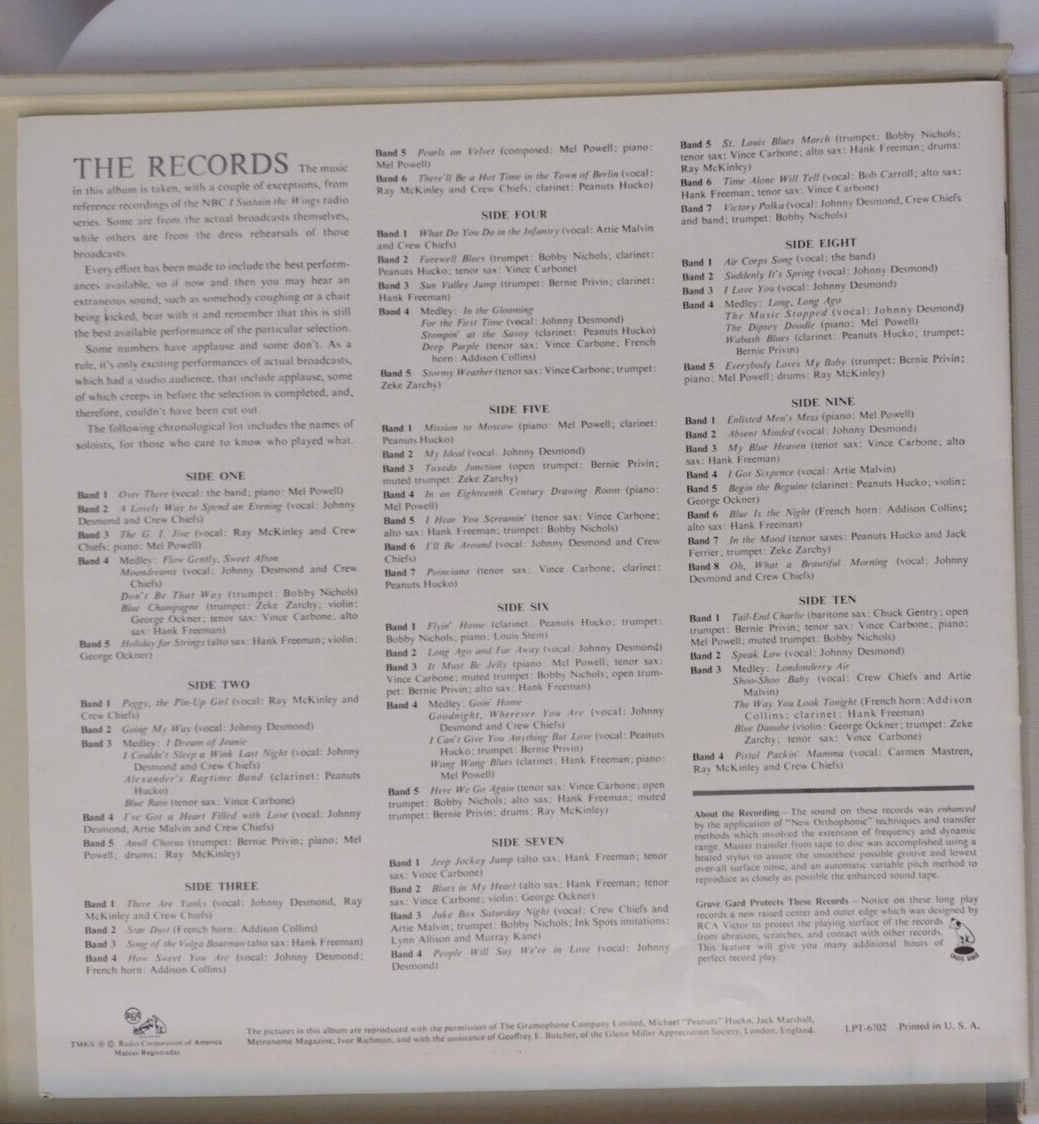 THE RECORDS The music
in this album is taken, with a couple of exceptions, from
reference recordings of the NBC I Sustain the Wings radio
series. Some are from the actual broadcasts themselves,
while others are from the dress rehearsals of those
broadcasts.
Every effort has been made to include the best perform-
ances available, so if now and then you may hear an
extraneous sound, such as somebody coughing or a chair
being kicked, bear with it and remember that this is still
the best available performance of the particular selection.
Some numbers have applause and some don't. As a
rule, it's only exciting performances of actual broadcasts,
which had a studio audience, that include applause, some
of which creeps in before the selection is completed, and,
therefore, couldn't have been cut out.
The following chronological list includes the names of
soloists, for those who care to know who played what.
SIDE ONE
Band 1 Over There (vocal: the band; piano: Mel Powell)
Band 2 A Lovely Way to Spend an Evening (vocal: Johnny
Desmond and Crew Chiefs)
Band 3 The G. I. Jive (vocal: Ray McKinley and Crew
Chiefs; piano: Mel Powell)
Band 4 Medley: Flow Gently, Sweet Afton
Moondreams (vocal: Johnny Desmond and Crew
Chiefs)
Don't Be That Way (trumpet: Bobby Nichols)
Blue Champagne (trumpet: Zeke Zarchy; violin:
George Ockner; tenor sax: Vince Carbone; alto
sax: Hank Freeman)
Band 5 Holiday for Strings (alto sax: Hank Freeman; violin:
George Ockner)
SIDE TWO
Band 1 Peggy, the Pin-Up Girl (vocal: Ray McKinley and
Crew Chiefs)
Band 2 Going My Way (vocal: Johnny Desmond)
Band 3 Medley: I Dream of Jeanie
I Couldn't Sleep a Wink Last Night (vocal: Johnny
Desmond and Crew Chiefs)
Alexander's Ragtime Band (clarinet: Peanuts
Hucko)
Blue Rain (tenor sax: Vince Carbone)
Band 4 I've Got a Heart Filled with Love (vocal: Johnny
Desmond, Artie Malvin and Crew Chiefs)
Band 5 Anvil Chorus (trumpet: Bernie Privin; piano: Mel
Powell; drums: Ray McKinley)
SIDE THREE
Band 1 There Are Yanks (vocal: Johnny Desmond, Ray
McKinley and Crew Chiefs)
Band 2 Star Dust (French horn: Addison Collins)
Band 3 Song of the Volga Boatman (alto sax: Hank Freeman)
Band 4 How Sweet You Are (vocal: Johnny Desmond;
French horn: Addison Collins)
Band 5 Pearls on Velvet (composed: Mel Powell; piano:
Mel Powell)
Band 6 There'll Be a Hot Time in the Town of Berlin (vocal:
Ray McKinley and Crew Chiefs; clarinet: Peanuts Hucko)
SIDE FOUR
Band 1 What Do You Do in the Infantry (vocal: Artie Malvin
and Crew Chiefs)
Band 2 Farewell Blues (trumpet: Bobby Nichols; clarinet:
Peanuts Hucko; tenor sax: Vince Carbone)
Band 3 Sun Valley Jump (trumpet: Bernie Privin; clarinet:
Hank Freeman)
Band 4 Medley: In the Gloaming
For the First Time (vocal: Johnny Desmond)
Stompin' at the Savoy (clarinet: Peanuts Hucko)
Deep Purple (tenor sax: Vince Carbone; French
horn: Addison Collins)
Band 5 Stormy Weather (tenor sax: Vince Carbone; trumpet:
Zeke Zarchy)
SIDE FIVE
Band 1 Mission to Moscow (piano: Mel Powell; clarinet:
Peanuts Hucko)
Band 2 My Ideal (vocal: Johnny Desmond)
Band 3 Tuxedo Junction (open trumpet: Bernie Privin;
muted trumpet: Zeke Zarchy)
Band 4 In an Eighteenth Century Drawing Room (piano:
Mel Powell)
Band 5 I Hear You Screamin' (tenor sax: Vince Carbone;
alto sax: Hank Freeman; trumpet: Bobby Nichols)
Band 6 I'll Be Around (vocal: Johnny Desmond and Crew
Chiefs)
Band 7 Poinciana (tenor sax: Vince Carbone; clarinet:
Peanuts Hucko)
SIDE SIX
Band 1 Flyin' Home (clarinet: Peanuts Hucko; trumpet:
Bobby Nichols; piano: Louis Stein)
Band 2 Long Ago and Far Away (vocal: Johnny Desmond)
Band 3 It Must Be Jelly (piano: Mel Powell; tenor sax:
Vince Carbone; muted trumpet: Bobby Nichols; open trum-
pet: Bernie Privin; alto sax: Hank Freeman)
Band 4 Medley: Goin' Home
Goodnight, Wherever You Are (vocal: Johnny
Desmond and Crew Chiefs)
I Can't Give You Anything But Love (vocal: Peanuts
Hucko; trumpet: Bernie Privin)
Wang Wang Blues (clarinet: Hank Freeman; piano:
Mel Powell)
Band 5 Here We Go Again (tenor sax: Vince Carbone; open
trumpet: Bobby Nichols; alto sax: Hank Freeman; muted
trumpet: Bernie Privin; drums: Ray McKinley)
SIDE SEVEN
Band 1 Jeep Jockey Jump (alto sax: Hank Freeman; tenor
sax: Vince Carbone)
Band 2 Blues in My Heart (alto sax: Hank Freeman; tenor
sax: Vince Carbone; violin: George Ockner)
Band 3 Juke Box Saturday Night (vocal: Crew Chiefs and
Artie Malvin; trumpet: Bobby Nichols; Ink Spots imitations:
Lynn Allison and Murray Kane)
Band 4 People Will Say We're in Love (vocal: Johnny
Desmond)
Band 5 St. Louis Blues March (trumpet: Bobby Nichols;
tenor sax: Vince Carbone; alto sax: Hank Freeman; drums:
Ray McKinley)
Band 6 Time Alone Will Tell (vocal: Bob Carroll; alto sax:
Hank Freeman; tenor sax: Vince Carbone)
Band 7 Victory Polka (vocal: Johnny Desmond, Crew Chiefs
and band; trumpet: Bobby Nichols)
SIDE EIGHT
Band 1 Air Corps Song (vocal: the band)
Band 2 Suddenly It's Spring (vocal: Johnny Desmond)
Band 3 I Love You (vocal: Johnny Desmond)
Band 4 Medley: Long, Long Ago
The Music Stopped (vocal: Johnny Desmond)
The Dipsey Doodle (piano: Mel Powell)
Wabash Blues (clarinet: Peanuts Hucko; trumpet:
Bernie Privin)
Band 5 Everybody Loves My Baby (trumpet: Bernie Privin;
piano: Mel Powell; drums: Ray McKinley)
SIDE NINE
Band 1 Enlisted Men's Mess (piano: Mel Powell)
Band 2 Absent Minded (vocal: Johnny Desmond)
Band 3 My Blue Heaven (tenor sax: Vince Carbone; alto
sax: Hank Freeman)
Band 4 I Got Sixpence (vocal: Artie Malvin)
Band 5 Begin the Beguine (clarinet: Peanuts Hucko; violin:
George Ockner)
Band 6 Blue Is the Night (French horn: Addison Collins;
alto sax: Hank Freeman)
Band 7 In the Mood (tenor saxes: Peanuts Hucko and Jack
Ferrier; trumpet: Zeke Zarchy)
Band 8 Oh, What a Beautiful Morning (vocal: Johnny
Desmond and Crew Chiefs)
SIDE TEN
Band 1 Tail-End Charlie (baritone sax: Chuck Gentry; open
trumpet: Bernie Privin; tenor sax: Vince Carbone; piano:
Mel Powell; muted trumpet: Bobby Nichols)
Band 2 Speak Low (vocal: Johnny Desmond)
Band 3 Medley: Londonderry Air
Shoo-Shoo Baby (vocal: Crew Chiefs and Artie
Malvin)
The Way You Look Tonight (French horn: Addison
Collins; clarinet: Hank Freeman)
Blue Danube (violin: George Ockner; trumpet: Zeke
Zarchy; tenor sax: Vince Carbone)
Band 4 Pistol Packin' Mamma (vocal: Carmen Mastren,
Ray McKinley and Crew Chiefs)
About the Recording – The sound on these records was enhanced
by the application of "New Orthophonic" techniques and transfer
methods which involved the extension of frequency and dynamic
range. Master transfer from tape to disc was accomplished using a
heated stylus to assure the smoothest possible groove and lowest
over-all surface noise, and an automatic variable pitch method to
reproduce as closely as possible the enhanced sound tape.
Gruve/Gard Protects These Records – Notice on these long play
records a new raised center and outer edge which was designed by
RCA Victor to protect the playing surface of the records
from abrasion, scratches, and contact with other records.
This feature will give you many additional hours of
perfect record play.
GRUVE GARD
RCA
TMKS ® © Radio Corporation of America
Marcas Registradas
The pictures in this album are reproduced with the permission of The Gramophone Company Limited, Michael "Peanuts" Hucko, Jack Marshall,
Metronome Magazine, Ivor Richman, and with the assistance of Geoffrey E. Butcher, of the Glenn Miller Appreciation Society, London, England.
LPT-6702 Printed in U. S. A.